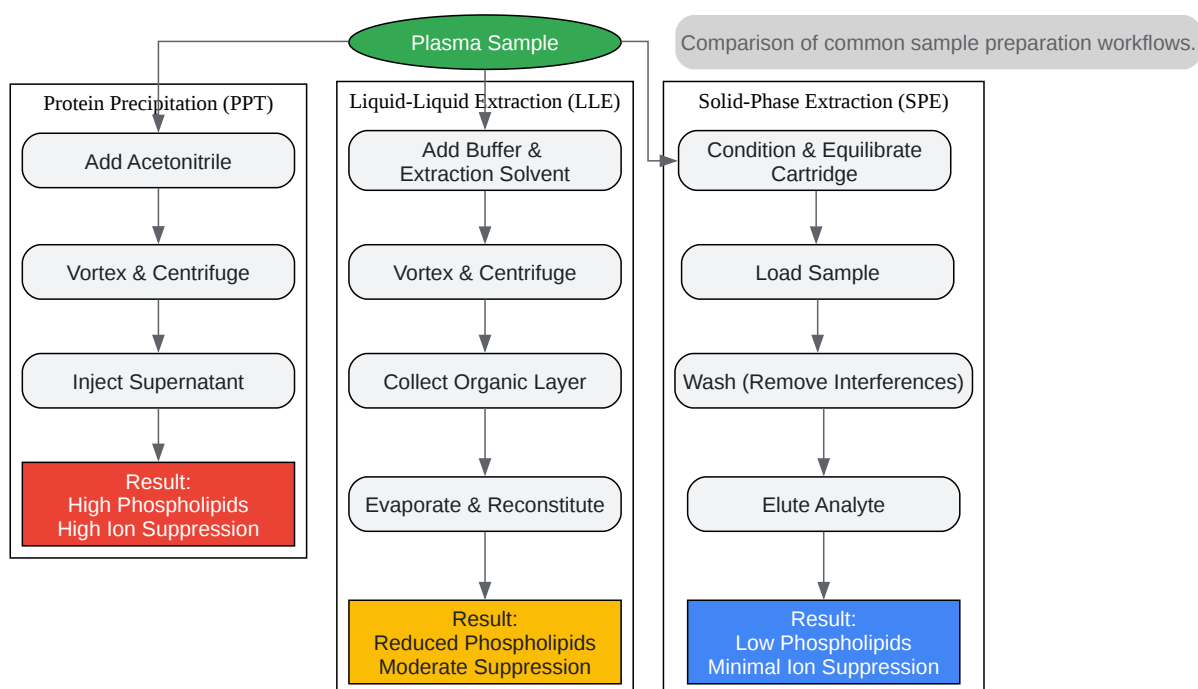 Plasma Sample
Comparison of common sample preparation workflows.
Protein Precipitation (PPT)
Add Acetonitrile
Vortex & Centrifuge
Inject Supernatant
Result:
High Phospholipids
High Ion Suppression
Liquid-Liquid Extraction (LLE)
Add Buffer &
Extraction Solvent
Vortex & Centrifuge
Collect Organic Layer
Evaporate & Reconstitute
Result:
Reduced Phospholipids
Moderate Suppression
Solid-Phase Extraction (SPE)
Condition & Equilibrate
Cartridge
Load Sample
Wash (Remove Interferences)
Elute Analyte
Result:
Low Phospholipids
Minimal Ion Suppression